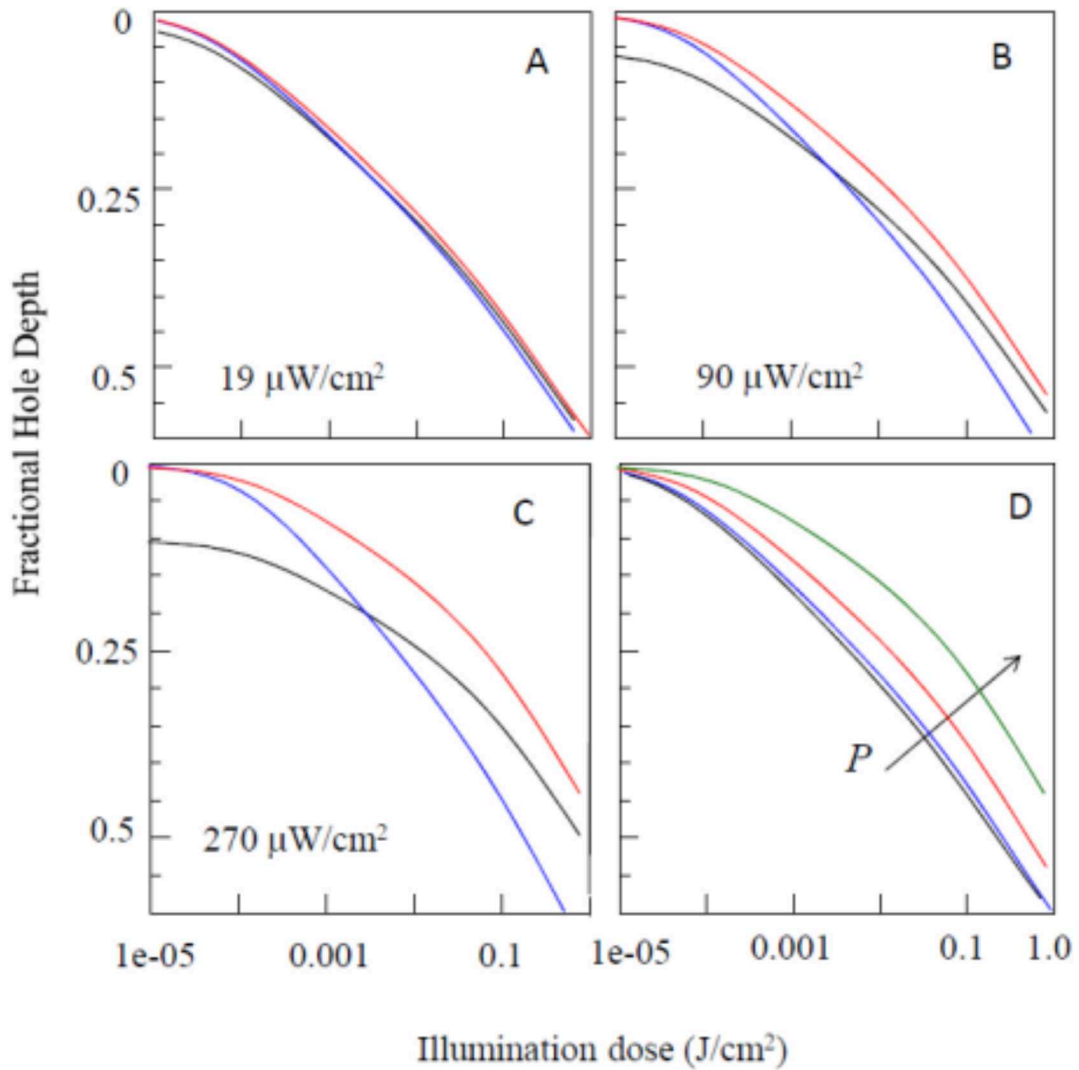 Fractional Hole Depth
0
0.25
0.5
A
19 μW/cm²
B
90 μW/cm²
0
0.25
0.5
C
270 μW/cm²
D
P
1e-05
0.001
0.1
1e-05
0.001
0.1
1.0
Illumination dose (J/cm²)